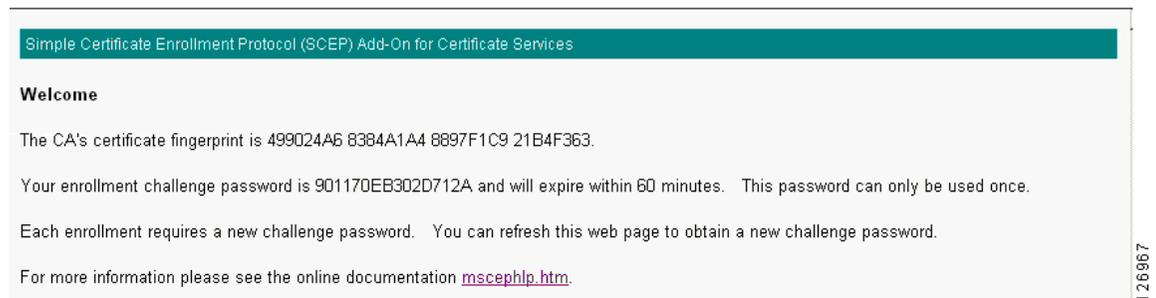 Simple Certificate Enrollment Protocol (SCEP) Add-On for Certificate Services
Welcome
The CA's certificate fingerprint is 499024A6 8384A1A4 8897F1C9 21B4F363.
Your enrollment challenge password is 901170EB302D712A and will expire within 60 minutes. This password can only be used once.
Each enrollment requires a new challenge password. You can refresh this web page to obtain a new challenge password.
For more information please see the online documentation mscephlp.htm.
126967